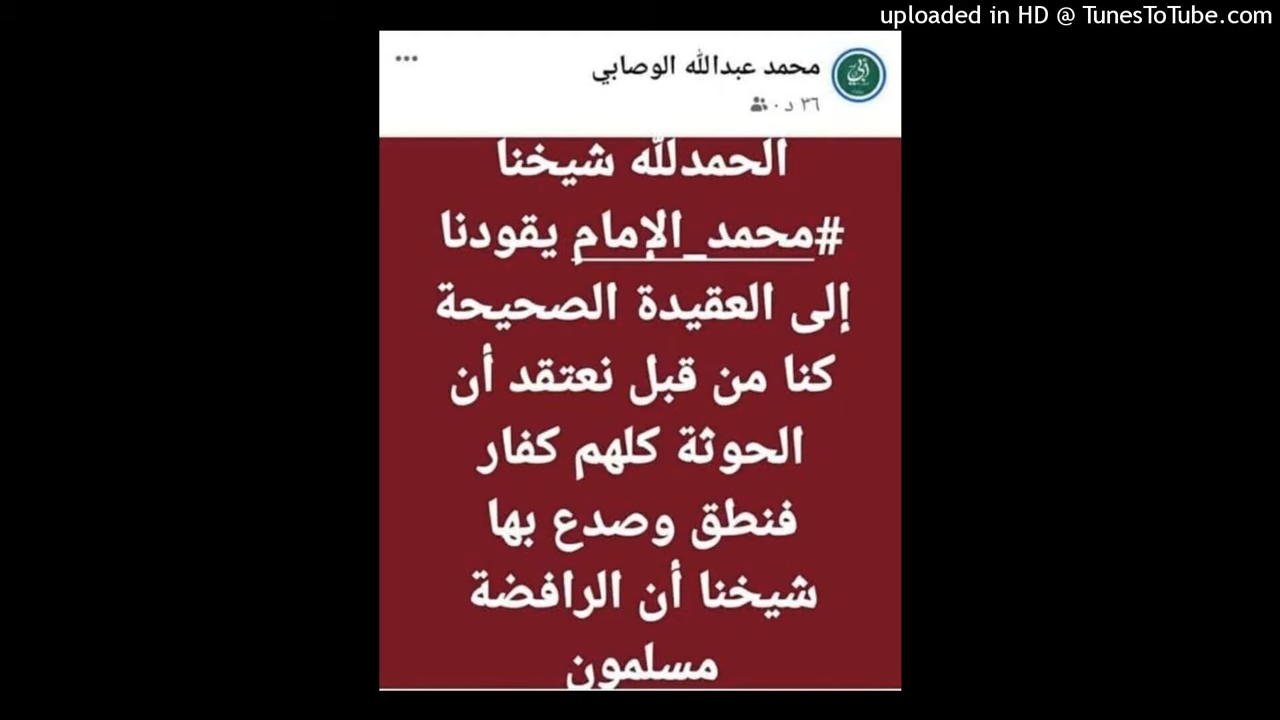 uploaded in HD @ TunesToTube.com
محمد عبدالله الوصابي
٣٦ د ·
الحمدلله شيخنا
#محمد_الإمام يقودنا
إلى العقيدة الصحيحة
كنا من قبل نعتقد أن
الحوثة كلهم كفار
فنطق وصدع بها
شيخنا أن الرافضة
مسلمون